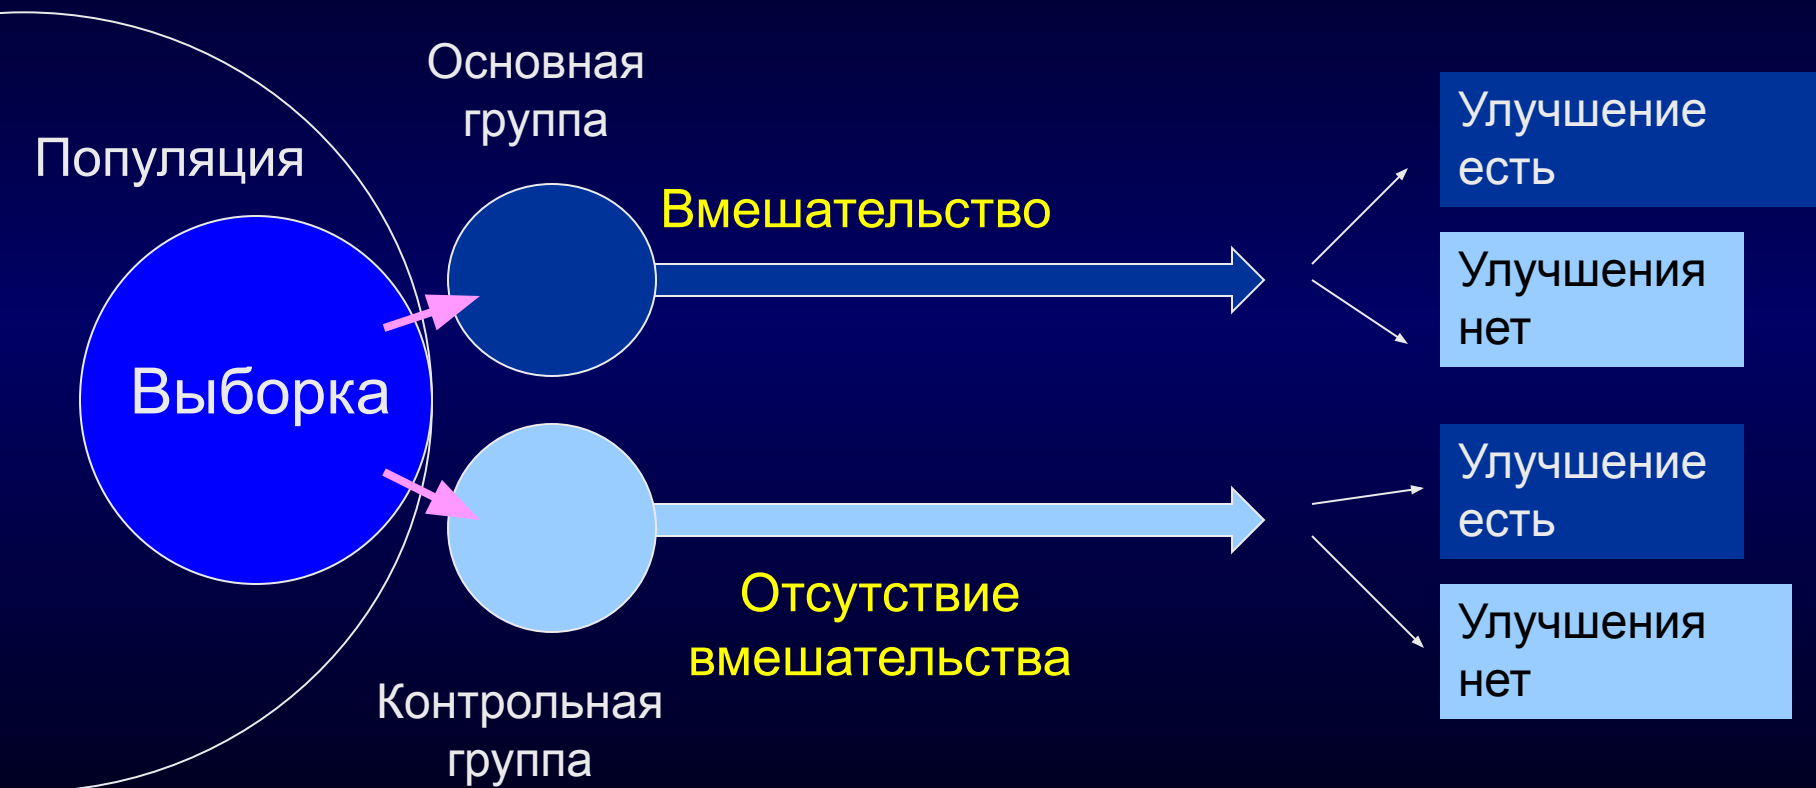 Популяция
Выборка
Основная
группа
Вмешательство
Улучшение
есть
Улучшения
нет
Контрольная
группа
Отсутствие
вмешательства
Улучшение
есть
Улучшения
нет